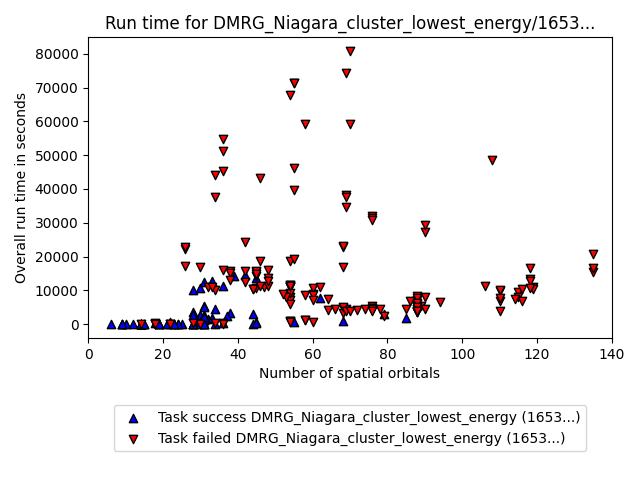 Run time for DMRG_Niagara_cluster_lowest_energy/1653...
Overall run time in seconds
80000
70000
60000
50000
40000
30000
20000
10000
0
0 20 40 60 80 100 120 140
Number of spatial orbitals
Task success DMRG_Niagara_cluster_lowest_energy (1653...)
Task failed DMRG_Niagara_cluster_lowest_energy (1653...)